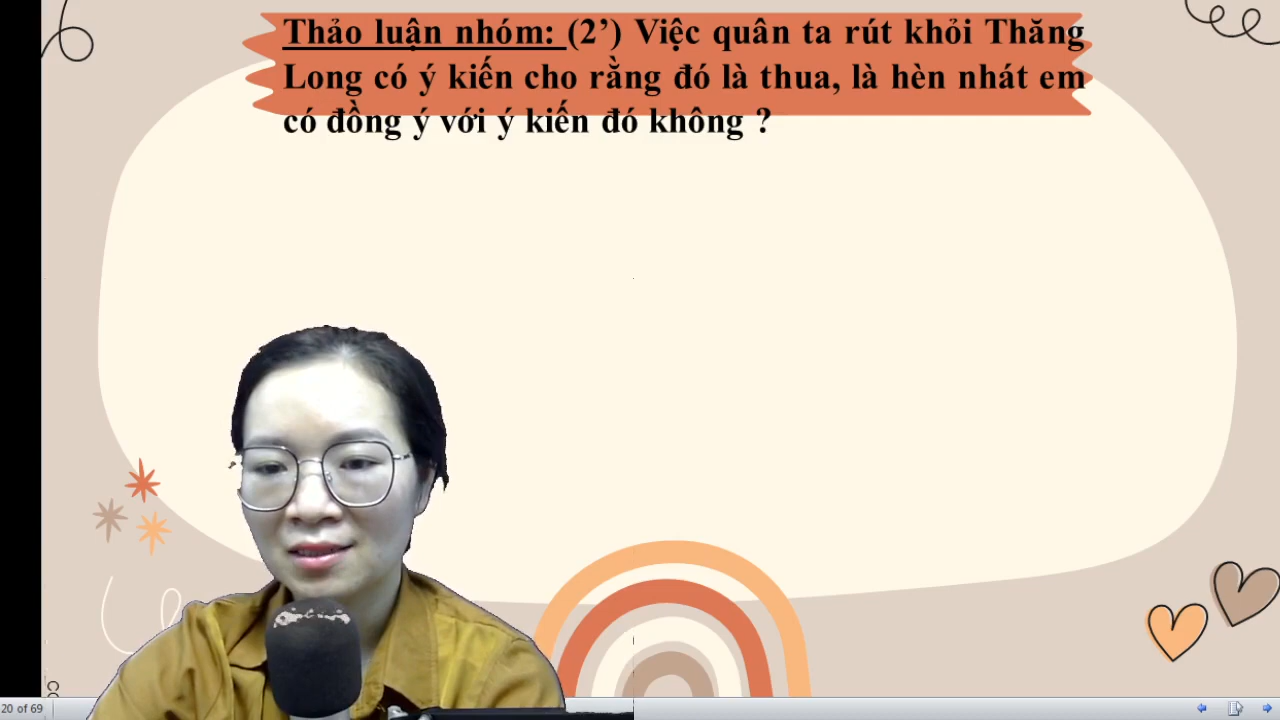 Thảo luận nhóm: (2’) Việc quân ta rút khỏi Thăng
Long có ý kiến cho rằng đó là thua, là hèn nhát em
có đồng ý với ý kiến đó không ?
20 of 69